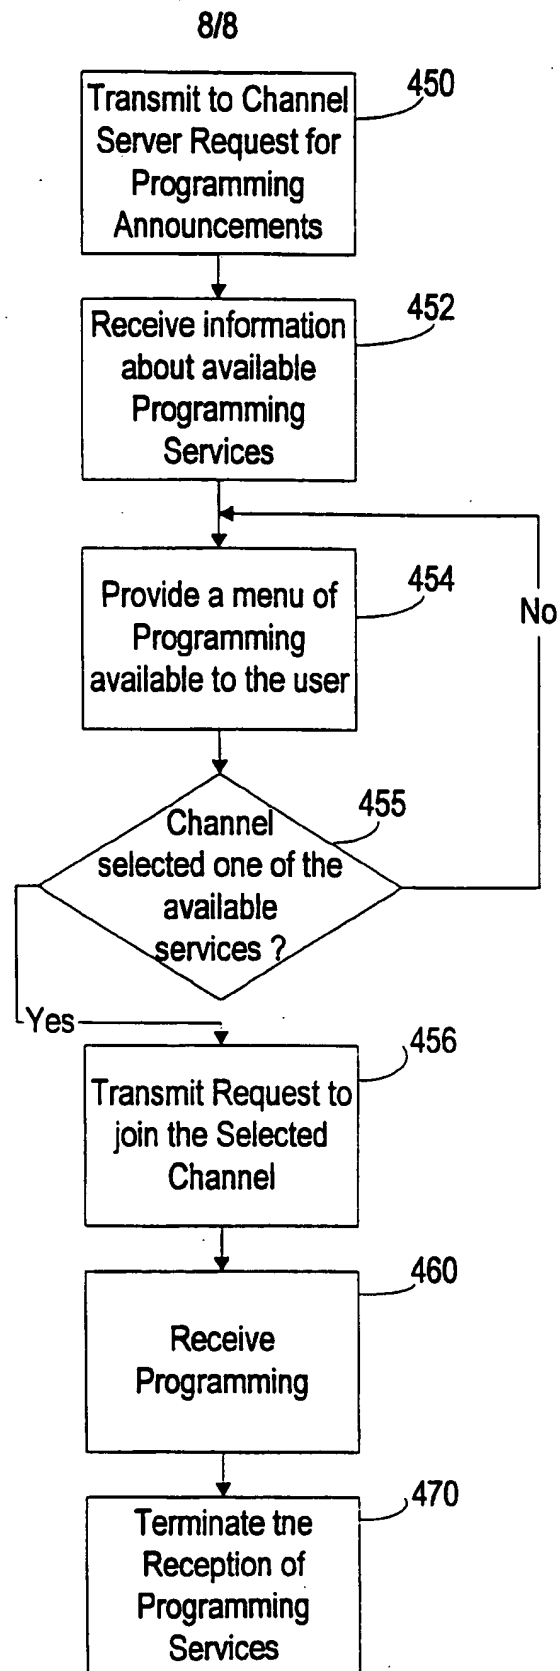 8/8
450
Transmit to Channel
Server Request for
Programming
Announcements
452
Receive information
about available
Programming
Services
454
Provide a menu of
Programming
available to the user
No
455
Channel
selected one of the
available
services ?
Yes
456
Transmit Request to
join the Selected
Channel
460
Receive
Programming
470
Terminate tne
Reception of
Programming
Services